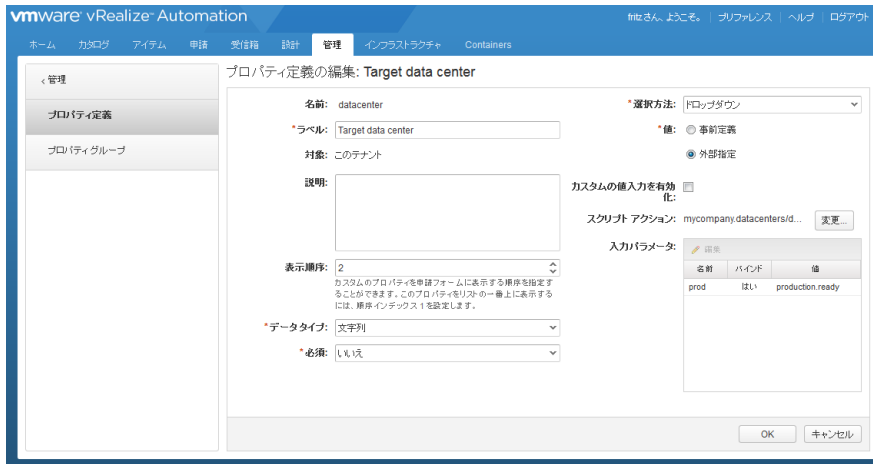 vmware vRealize Automation
fritzさん、ようこそ。 | プリファレンス | ヘルプ | ログアウト
ホーム カタログ アイテム 申請 受信箱 設計 管理 インフラストラクチャ Containers
< 管理
プロパティ定義
プロパティグループ
プロパティ定義の編集: Target data center
名前: datacenter
*ラベル: Target data center
対象: このテナント
説明:
表示順序: 2
カスタムのプロパティを申請フォームに表示する順序を指定す
ることができます。このプロパティをリストの一番上に表示する
には、順序インデックス 1 を設定します。
*データタイプ: 文字列
*必須: いいえ
*選択方法: ドロップダウン
*値: 事前定義
外部指定
カスタムの値入力を有効
化:
スクリプト アクション: mycompany.datacenters/d... 変更...
入力パラメータ: 編集
名前 バインド 値
prod はい production.ready
OK キャンセル